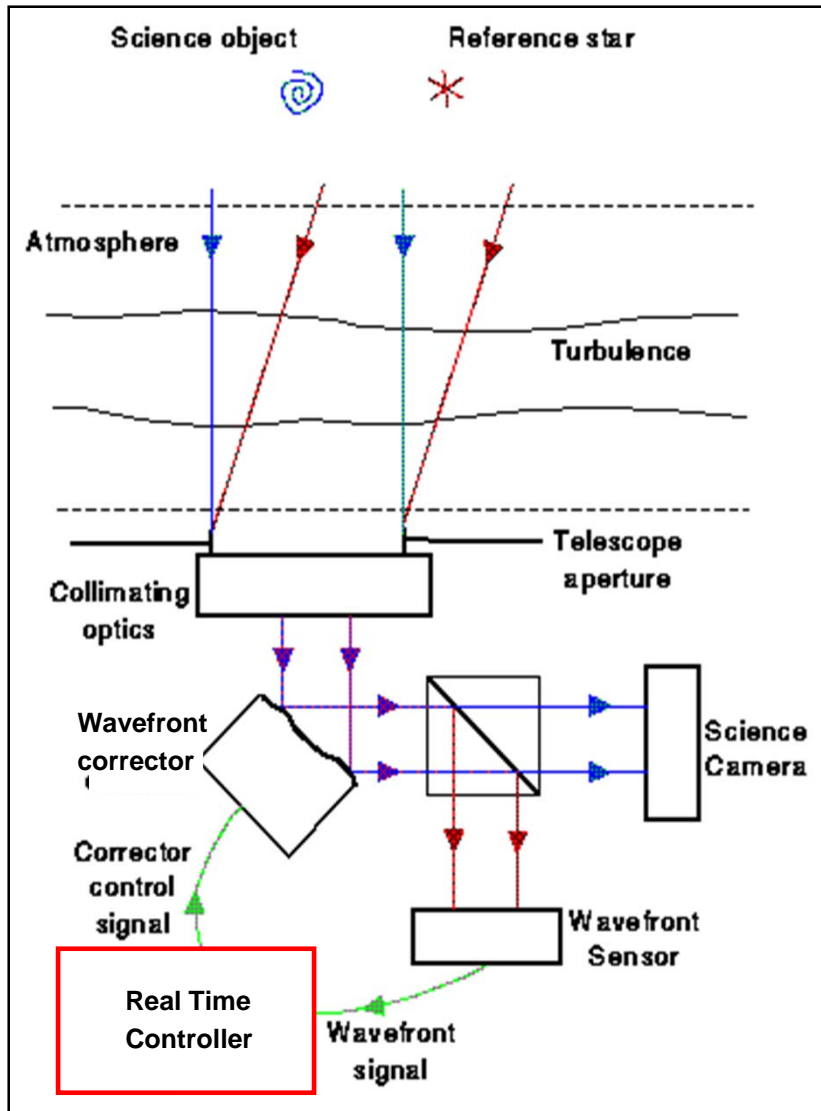 Science object
Reference star
Atmosphere
Turbulence
Telescope
aperture
Collimating
optics
Wavefront
corrector
Science
Camera
Corrector
control
signal
Wavefront
Sensor
Real Time
Controller
Wavefront
signal